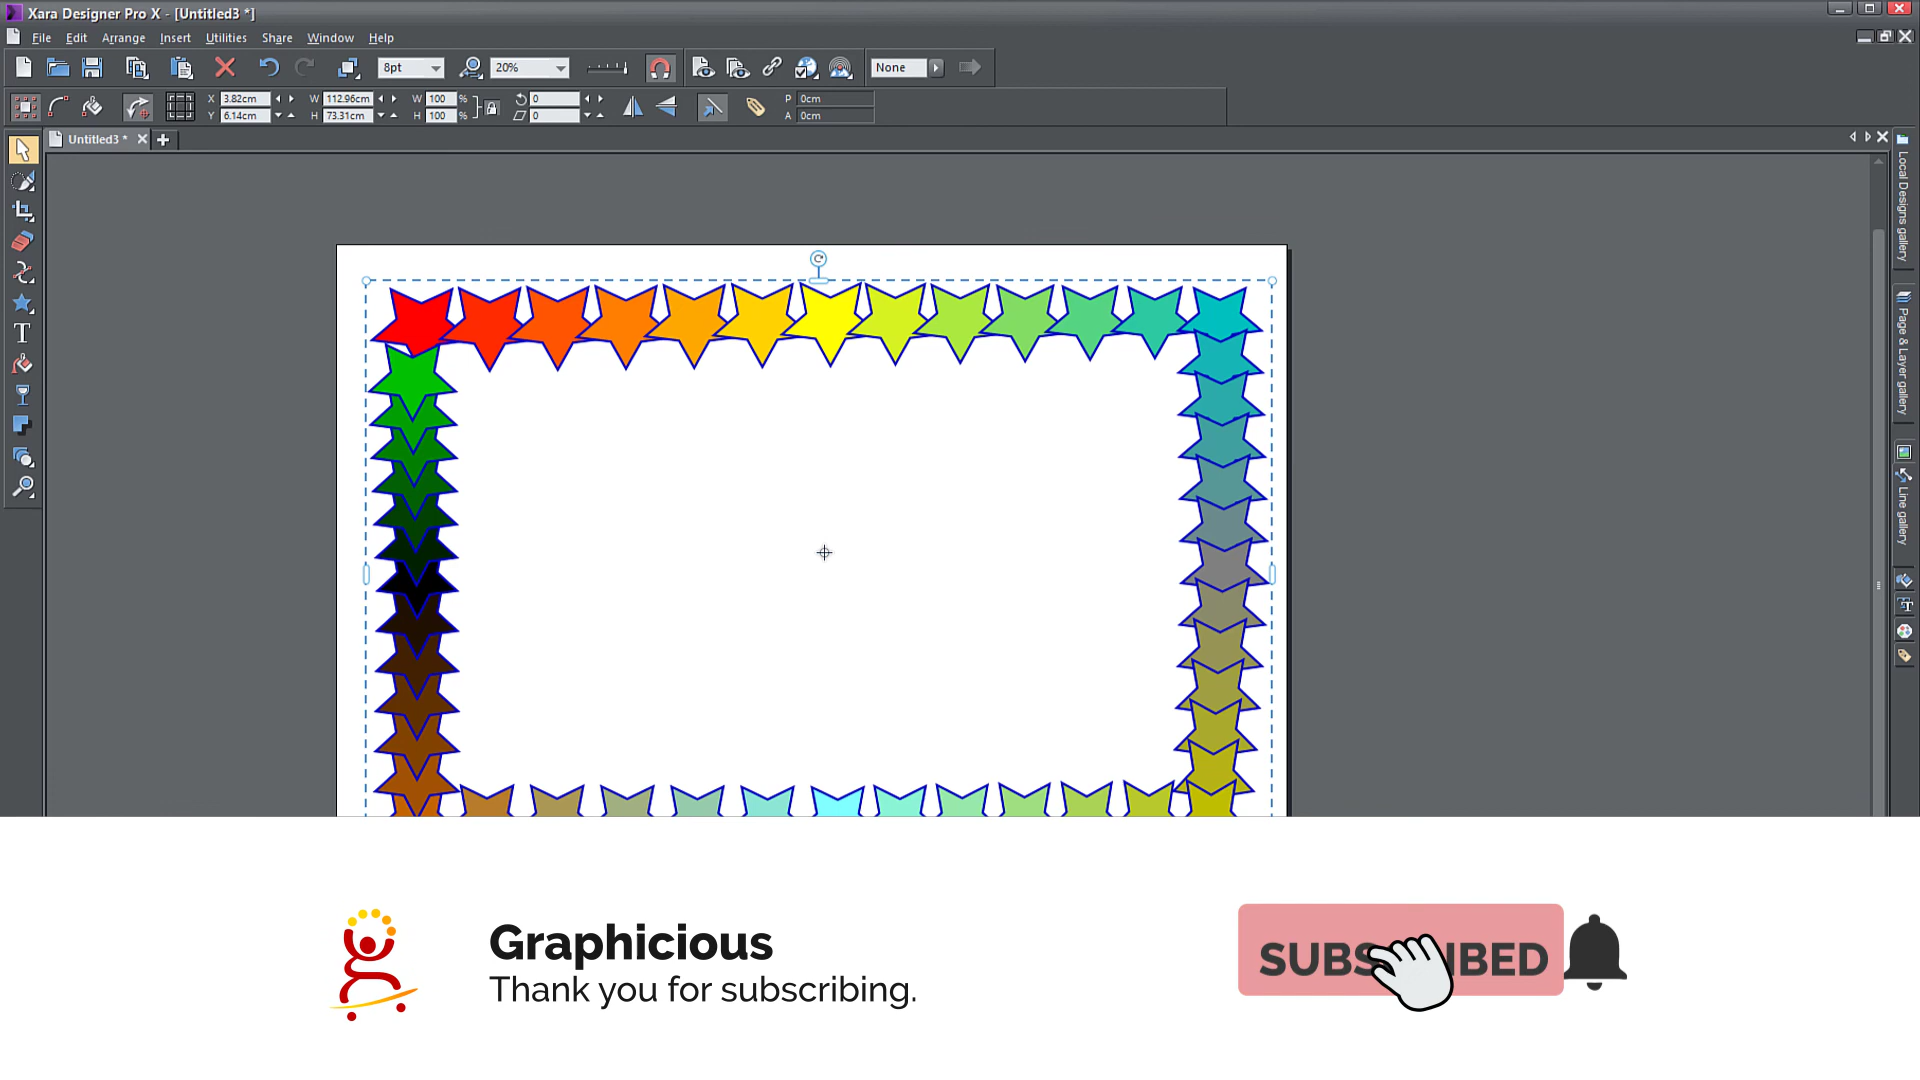 Xara Designer Pro X - [Untitled3 *]
File Edit Arrange Insert Utilities Share Window Help
8pt 20% None
X 3.82cm W 112.96cm W 100 % 0 P 0cm
Y 6.14cm H 73.31cm H 100 % 0 A 0cm
Untitled3 *
Local Designs gallery
Page & Layer gallery
Line gallery
Graphicious
Thank you for subscribing.